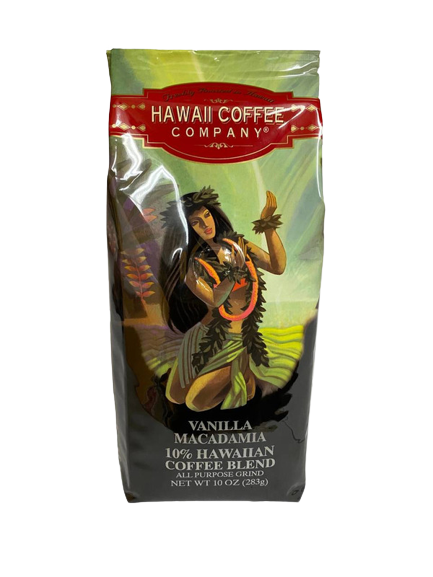 HAWAII COFFEE
COMPANY®
VANILLA
MACADAMIA
10% HAWAIIAN
COFFEE BLEND
ALL PURPOSE GRIND
NET WT 10 OZ (283g)